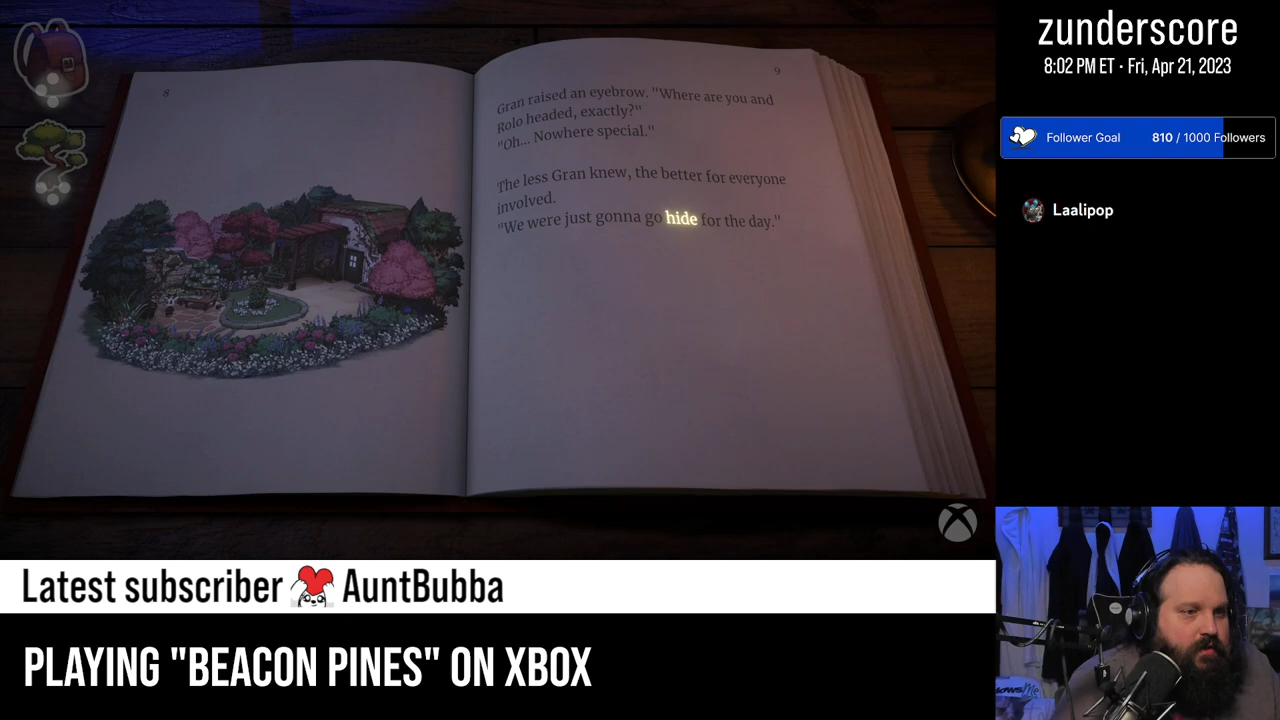 8
9
Gran raised an eyebrow. "Where are you and
Rolo headed, exactly?"
"Oh... Nowhere special."
The less Gran knew, the better for everyone
involved.
"We were just gonna go hide for the day."
zunderscore
8:02 PM ET · Fri, Apr 21, 2023
Follower Goal 810 / 1000 Followers
Laalipop
Latest subscriber AuntBubba
PLAYING "BEACON PINES" ON XBOX